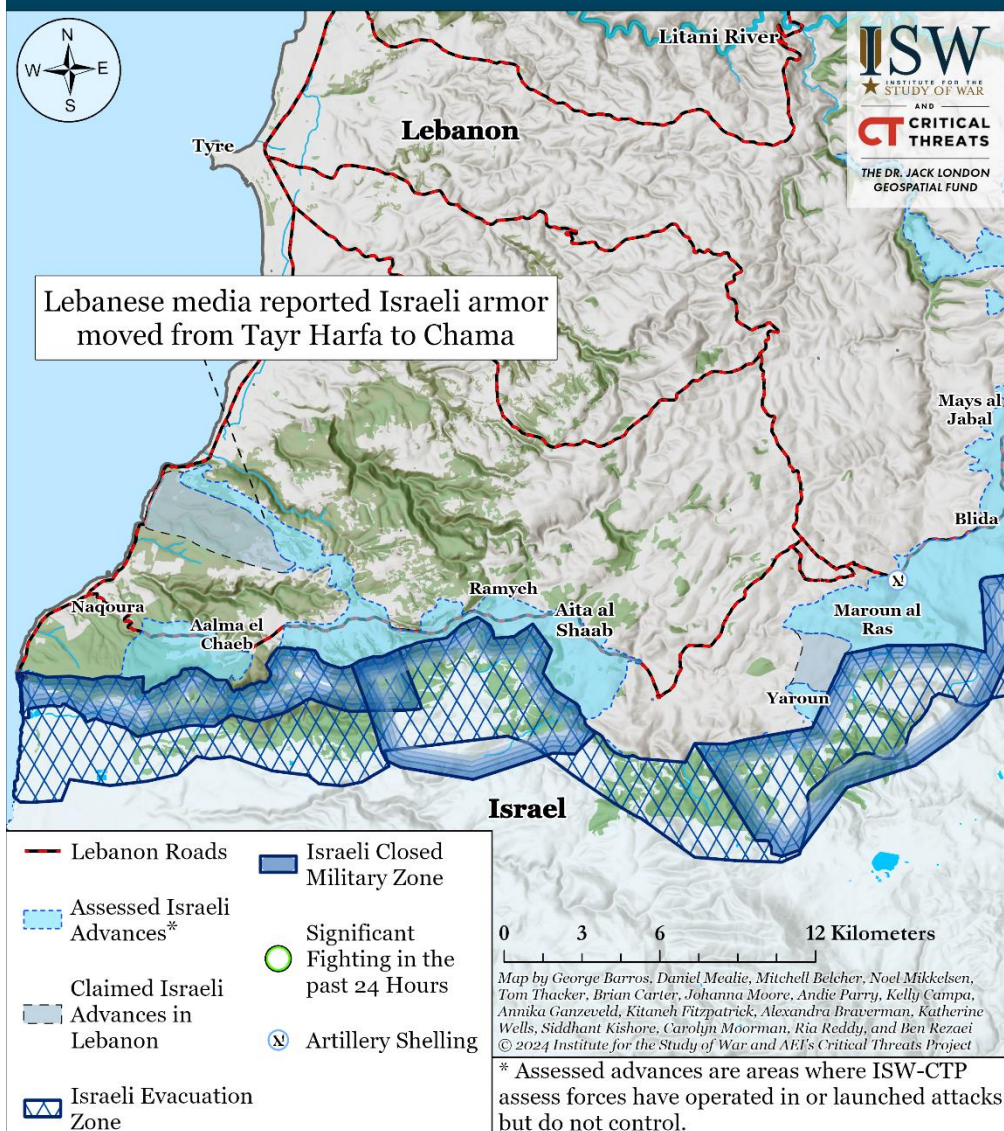 N
W
E
S
Litani River
ISW
INSTITUTE FOR THE
STUDY OF WAR
AND
CT CRITICAL
THREATS
THE DR. JACK LONDON
GEOSPATIAL FUND
Lebanon
Tyre
Lebanese media reported Israeli armor
moved from Tayr Harfa to Chama
Mays al
Jabal
Blida
Ramych
Aita al
Shaab
Maroun al
Ras
Naqoura
Aalma el
Chaeb
Yaroun
Israel
Lebanon Roads
Assessed Israeli
Advances*
Claimed Israeli
Advances in
Lebanon
Israeli Evacuation
Zone
Israeli Closed
Military Zone
Significant
Fighting in the
past 24 Hours
Artillery Shelling
0 3 6 12 Kilometers
Map by George Barros, Daniel Mealie, Mitchell Belcher, Noel Mikkelsen,
Tom Thacker, Brian Carter, Johanna Moore, Andie Parry, Kelly Campa,
Annika Ganzeveld, Kitaneh Fitzpatrick, Alexandra Braverman, Katherine
Wells, Siddhant Kishore, Carolyn Moorman, Ria Reddy, and Ben Rezaei
© 2024 Institute for the Study of War and AEI's Critical Threats Project
* Assessed advances are areas where ISW-CTP
assess forces have operated in or launched attacks
but do not control.